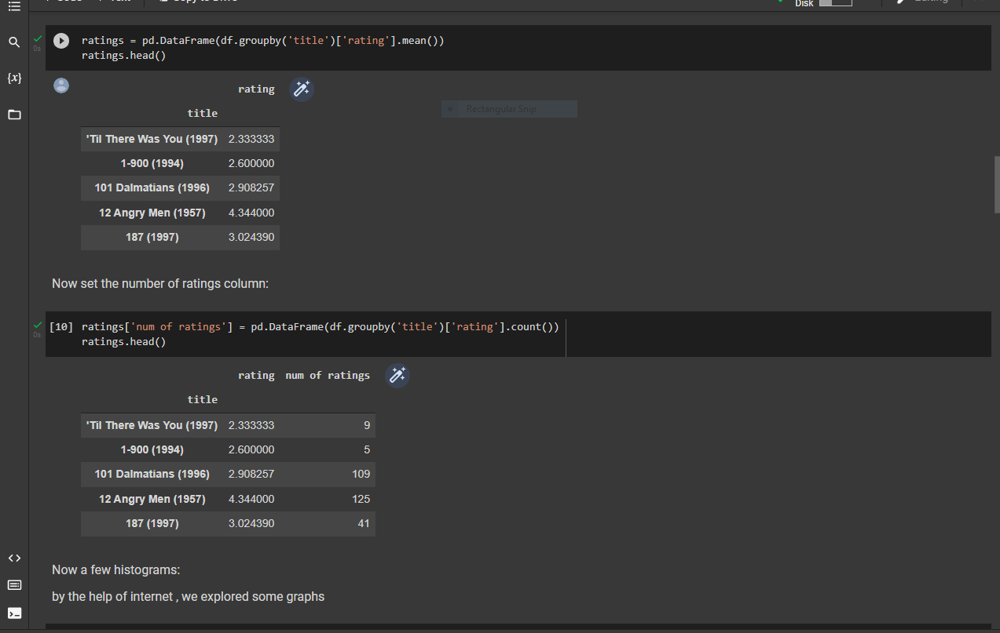 Disk
ratings = pd.DataFrame(df.groupby('title')['rating'].mean())
ratings.head()
0s
{x}
rating
title
'Til There Was You (1997) 2.333333
1-900 (1994) 2.600000
101 Dalmatians (1996) 2.908257
12 Angry Men (1957) 4.344000
187 (1997) 3.024390
Rectangular Snip
Now set the number of ratings column:
[10] ratings['num of ratings'] = pd.DataFrame(df.groupby('title')['rating'].count())
0s
ratings.head()
rating num of ratings
title
'Til There Was You (1997) 2.333333 9
1-900 (1994) 2.600000 5
101 Dalmatians (1996) 2.908257 109
12 Angry Men (1957) 4.344000 125
187 (1997) 3.024390 41
Now a few histograms:
by the help of internet , we explored some graphs